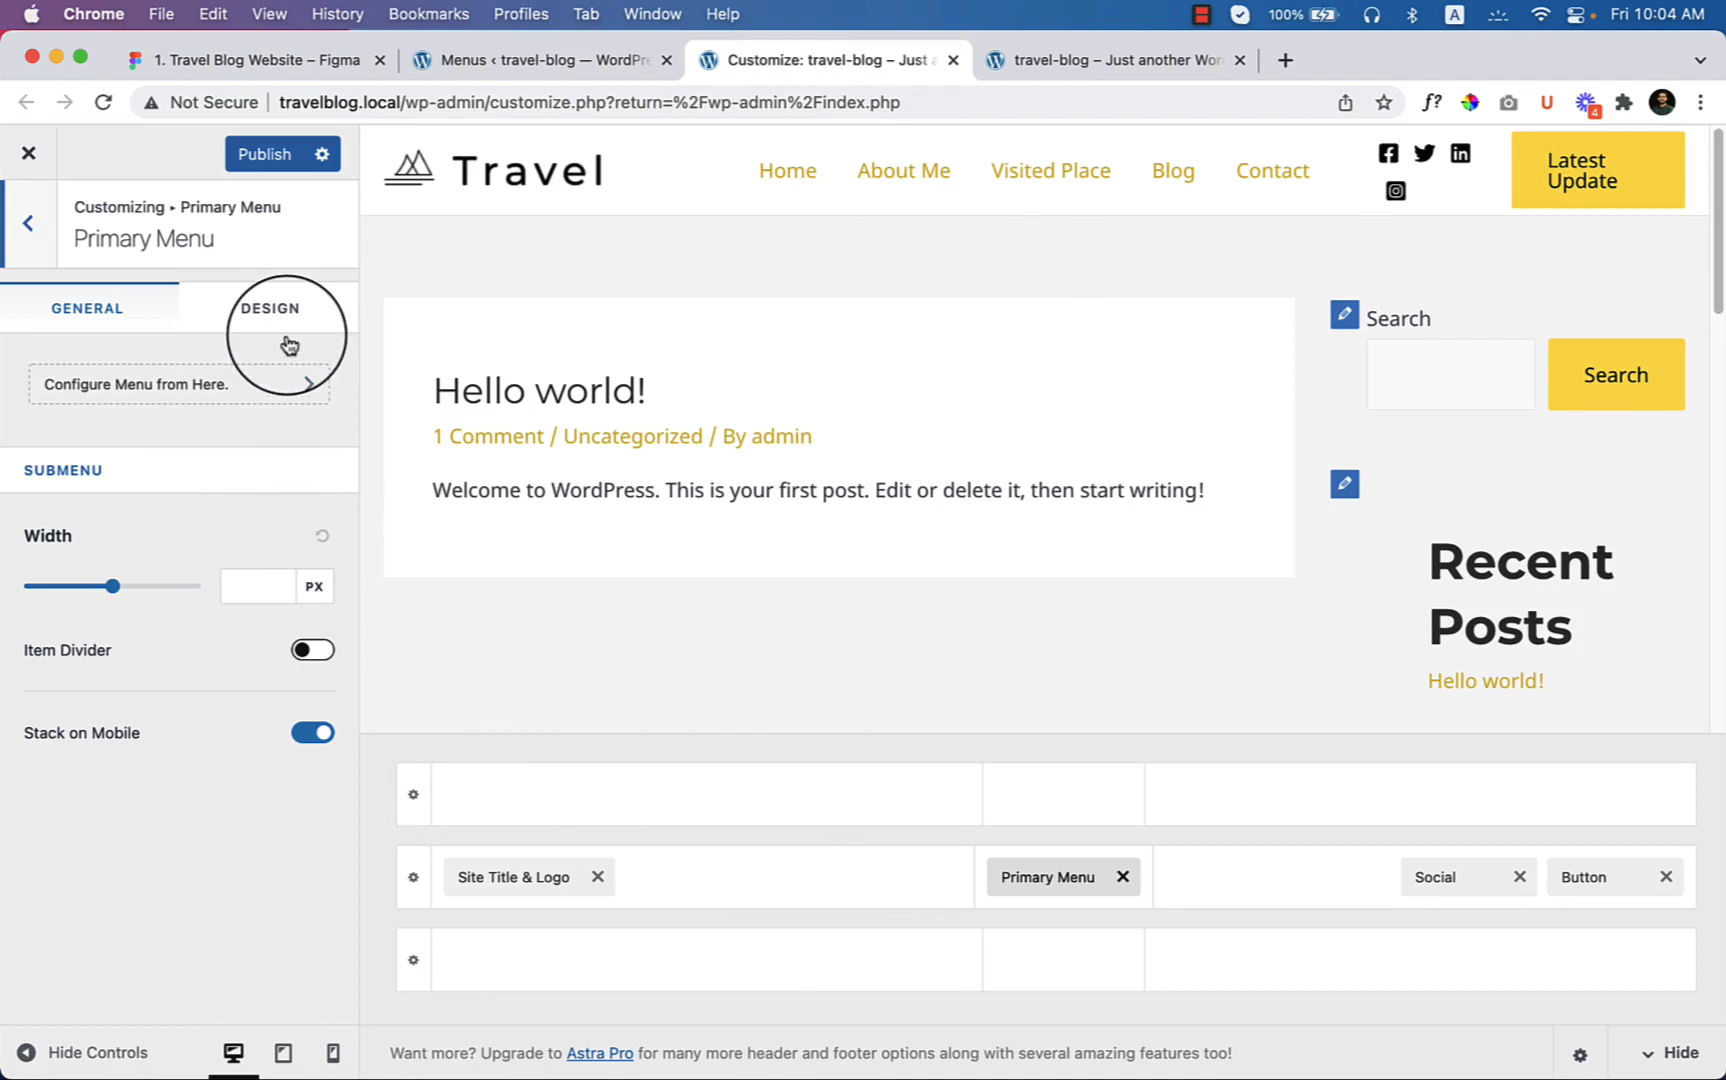 Chrome File Edit View History Bookmarks Profiles Tab Window Help 100% A Fri 10:04 AM
1. Travel Blog Website – Figma
Menus ‹ travel-blog — WordPr
Customize: travel-blog – Just a
travel-blog – Just another Wor
Not Secure travelblog.local/wp-admin/customize.php?return=%2Fwp-admin%2Findex.php
f? U 4
Publish
Customizing ▸ Primary Menu
Primary Menu
GENERAL DESIGN
Configure Menu from Here.
SUBMENU
Width
PX
Item Divider
Stack on Mobile
Hide Controls
Travel
Home About Me Visited Place Blog Contact
Latest
Update
Hello world!
1 Comment / Uncategorized / By admin
Welcome to WordPress. This is your first post. Edit or delete it, then start writing!
Search
Search
Recent
Posts
Hello world!
Site Title & Logo
Primary Menu
Social
Button
Want more? Upgrade to Astra Pro for many more header and footer options along with several amazing features too!
Hide